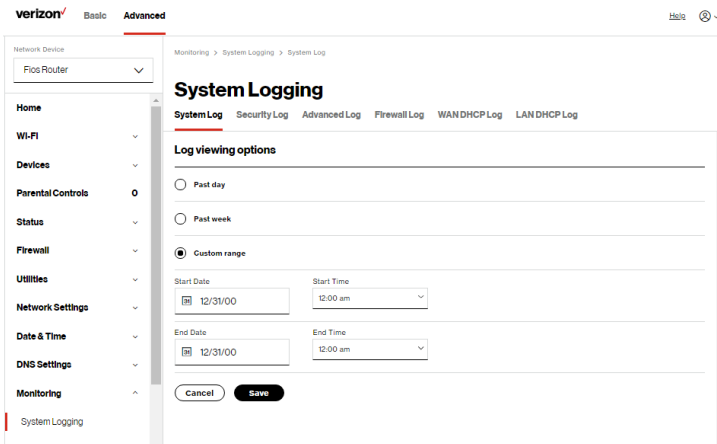 verizon✓ Basic Advanced Help
Network Device
Fios Router
Home
Wi-Fi
Devices
Parental Controls 0
Status
Firewall
Utilities
Network Settings
Date & Time
DNS Settings
Monitoring
System Logging
Monitoring > System Logging > System Log
System Logging
System Log Security Log Advanced Log Firewall Log WAN DHCP Log LAN DHCP Log
Log viewing options
Past day
Past week
Custom range
Start Date Start Time
31 12/31/00 12:00 am
End Date End Time
31 12/31/00 12:00 am
Cancel Save